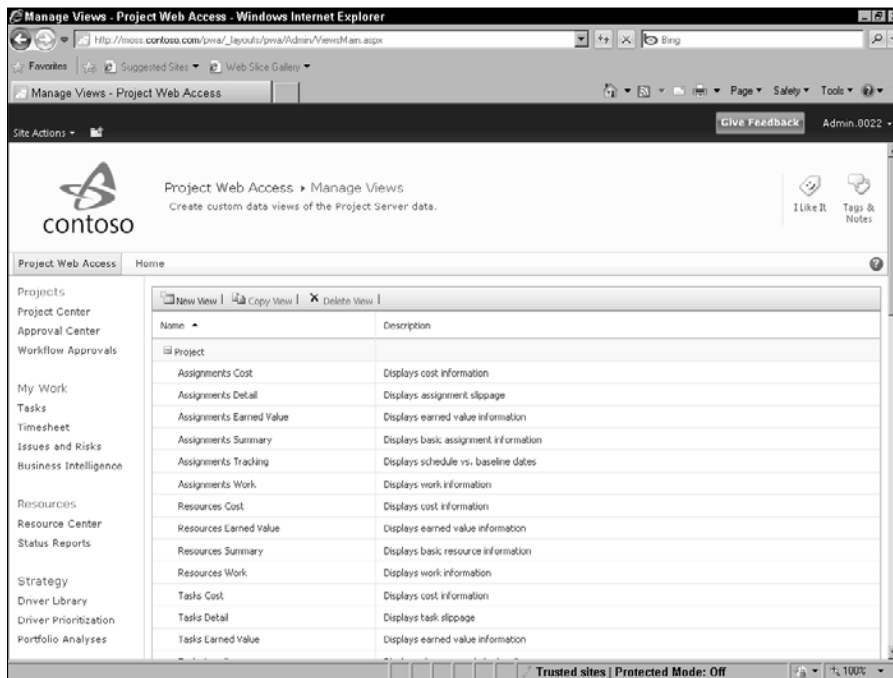 Manage Views - Project Web Access - Windows Internet Explorer
http://moss.contoso.com/pwa/_layouts/pwa/Admin/ViewsMain.aspx
Bing
Favorites Suggested Sites Web Slice Gallery
Manage Views - Project Web Access
Page Safety Tools
Site Actions
Give Feedback Admin.8022
contoso
Project Web Access Manage Views
Create custom data views of the Project Server data.
I Like It
Tags &
Notes
Project Web Access Home
Projects
Project Center
Approval Center
Workflow Approvals
My Work
Tasks
Timesheet
Issues and Risks
Business Intelligence
Resources
Resource Center
Status Reports
Strategy
Driver Library
Driver Prioritization
Portfolio Analyses
New View | Copy View | Delete View |
Name Description
Project
Assignments Cost Displays cost information
Assignments Detail Displays assignment slippage
Assignments Earned Value Displays earned value information
Assignments Summary Displays basic assignment information
Assignments Tracking Displays schedule vs. baseline dates
Assignments Work Displays work information
Resources Cost Displays cost information
Resources Earned Value Displays earned value information
Resources Summary Displays basic resource information
Resources Work Displays work information
Tasks Cost Displays cost information
Tasks Detail Displays task slippage
Tasks Earned Value Displays earned value information
Trusted sites | Protected Mode: Off
100%